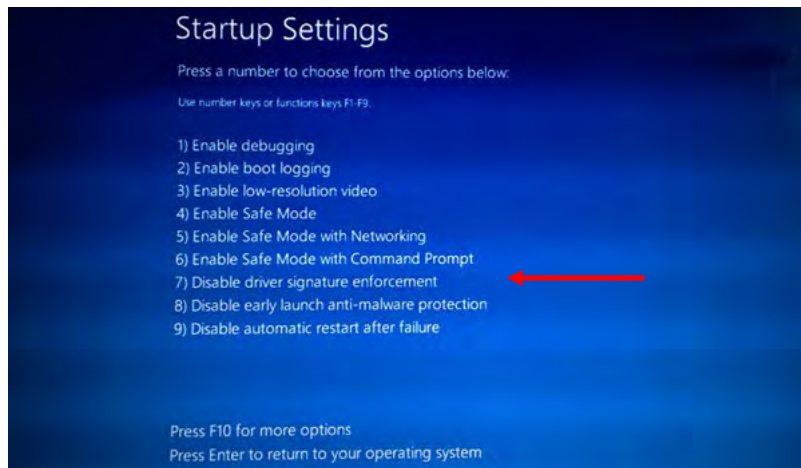 Startup Settings
Press a number to choose from the options below:
Use number keys or functions keys F1-F9.
1) Enable debugging
2) Enable boot logging
3) Enable low-resolution video
4) Enable Safe Mode
5) Enable Safe Mode with Networking
6) Enable Safe Mode with Command Prompt
7) Disable driver signature enforcement
8) Disable early launch anti-malware protection
9) Disable automatic restart after failure
Press F10 for more options
Press Enter to return to your operating system